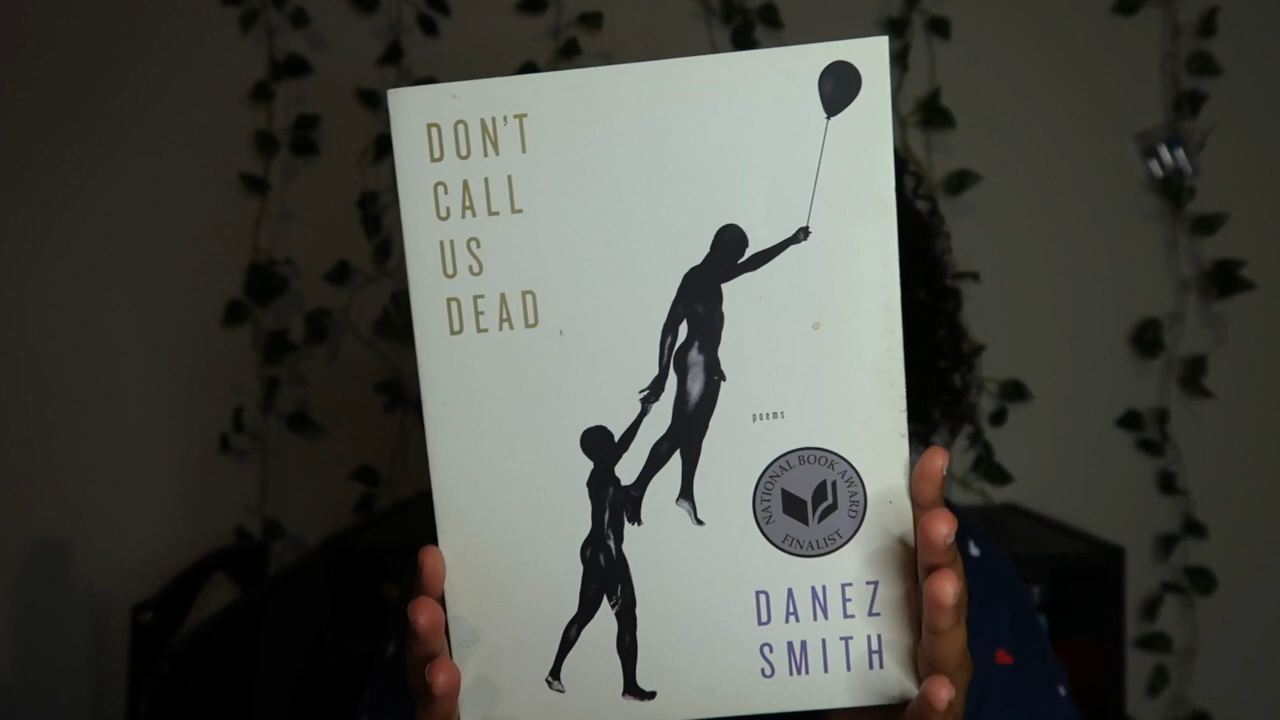 DON'T
CALL
US
DEAD
poems
NATIONAL BOOK AWARD
FINALIST
DANEZ
SMITH